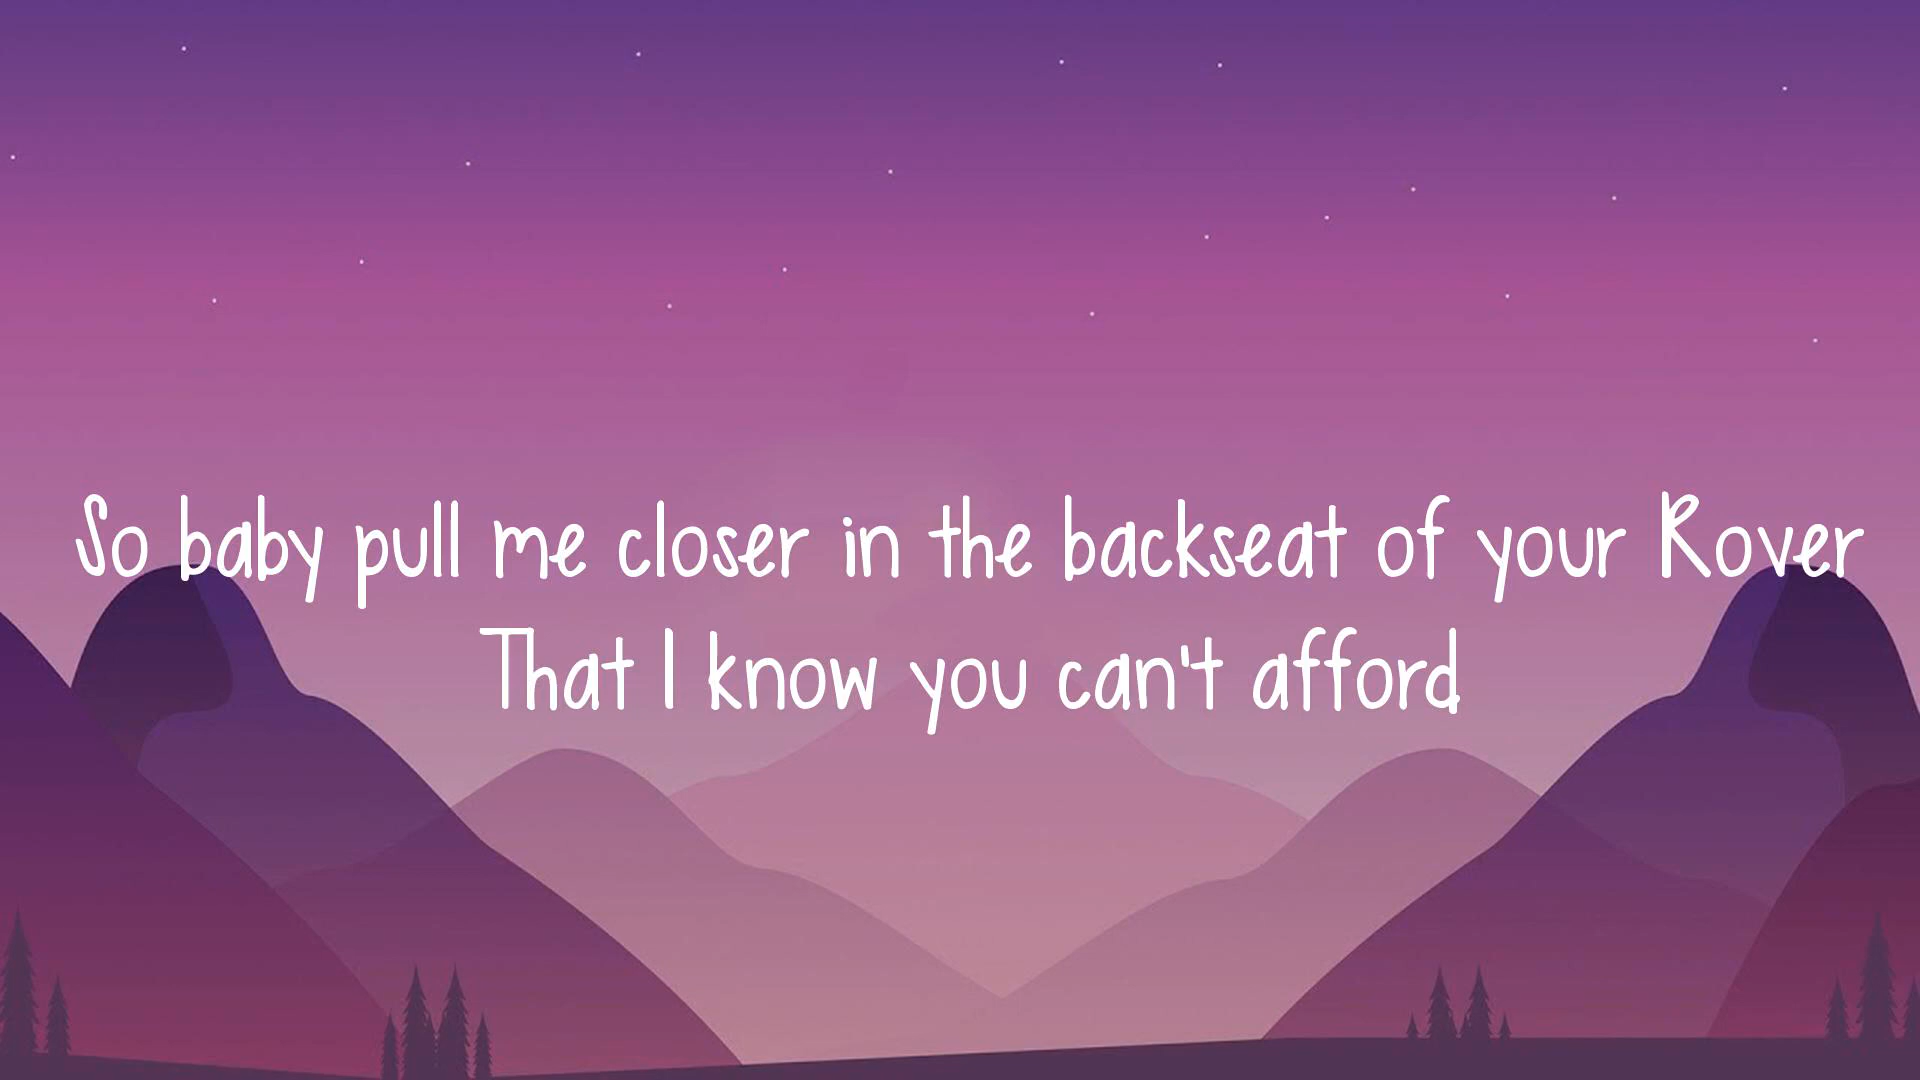 So baby pull me closer in the backseat of your Rover
That I know you can't afford